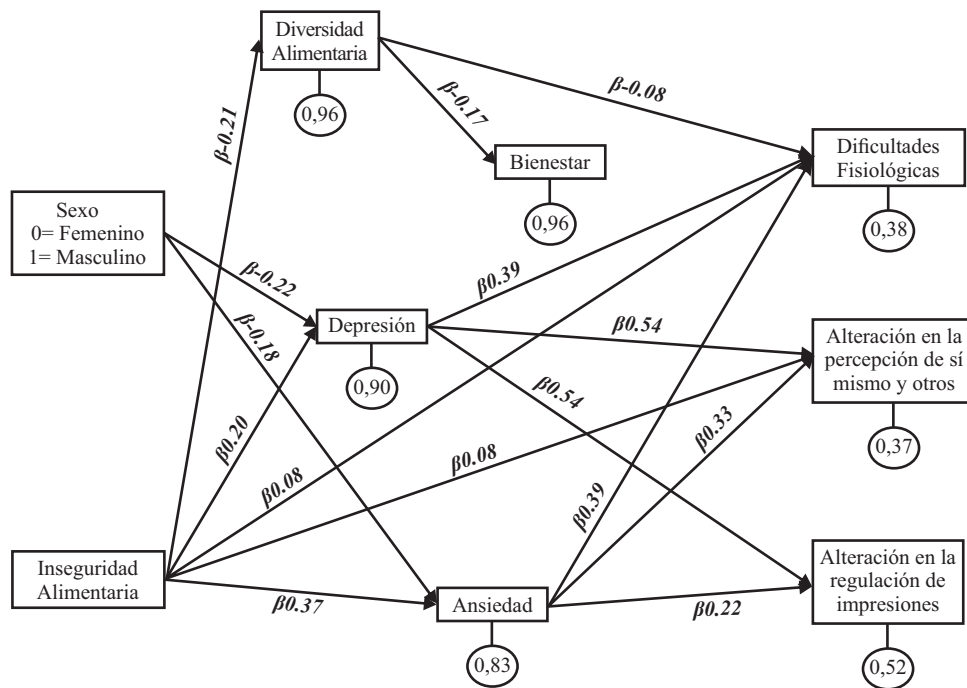 Diversidad
Alimentaria
0,96
β-0.21
β-0.17
β-0.08
Bienestar
0,96
Dificultades
Fisiológicas
0,38
Sexo
0= Femenino
1= Masculino
β-0.22
β-0.18
Depresión
0,90
β0.39
β0.54
β0.54
Alteración en la
percepción de sí
mismo y otros
0,37
β0.20
β0.08
β0.08
β0.33
β0.39
Inseguridad
Alimentaria
β0.37
Ansiedad
0,83
β0.22
Alteración en la
regulación de
impresiones
0,52